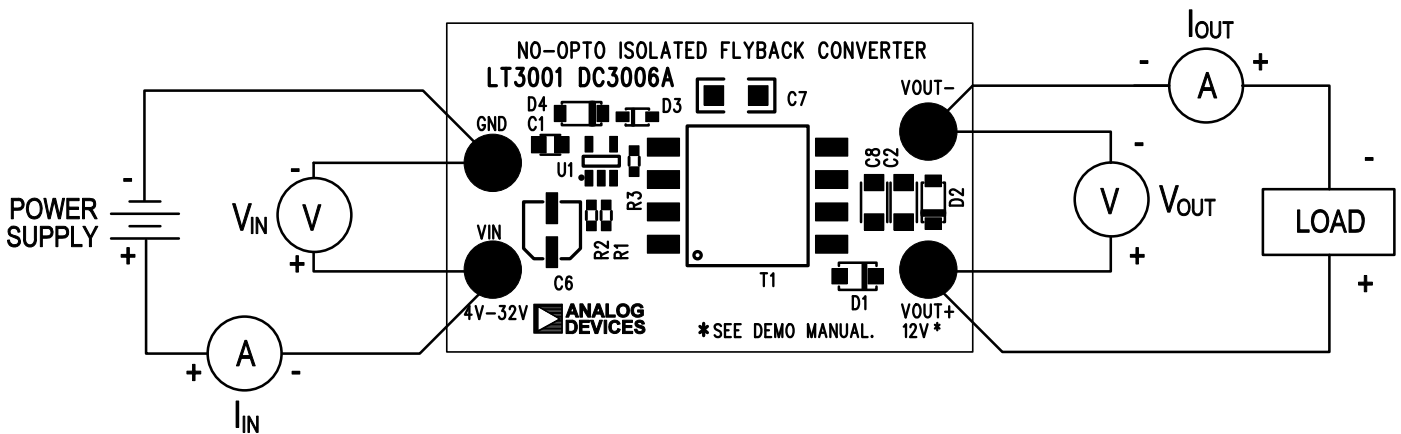 NO-OPTO ISOLATED FLYBACK CONVERTER
LT3001 DC3006A
IOUT
- A +
VOUT-
D4
D3
C7
C1
GND
U1
R3
C8
C2
D2
-
V
VIN
+
-
V
VOUT
+
-
POWER
SUPPLY
+
-
LOAD
+
VIN
R2
R1
C6
T1
D1
4V-32V
ANALOG
DEVICES
*SEE DEMO MANUAL.
VOUT+
12V*
+ A -
IIN